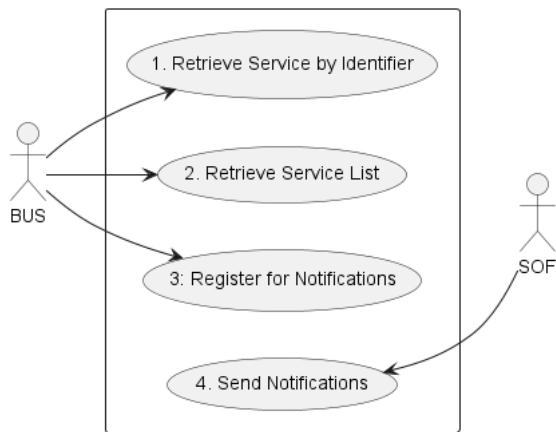 1. Retrieve Service by Identifier
2. Retrieve Service List
BUS
3: Register for Notifications
SOF
4. Send Notifications